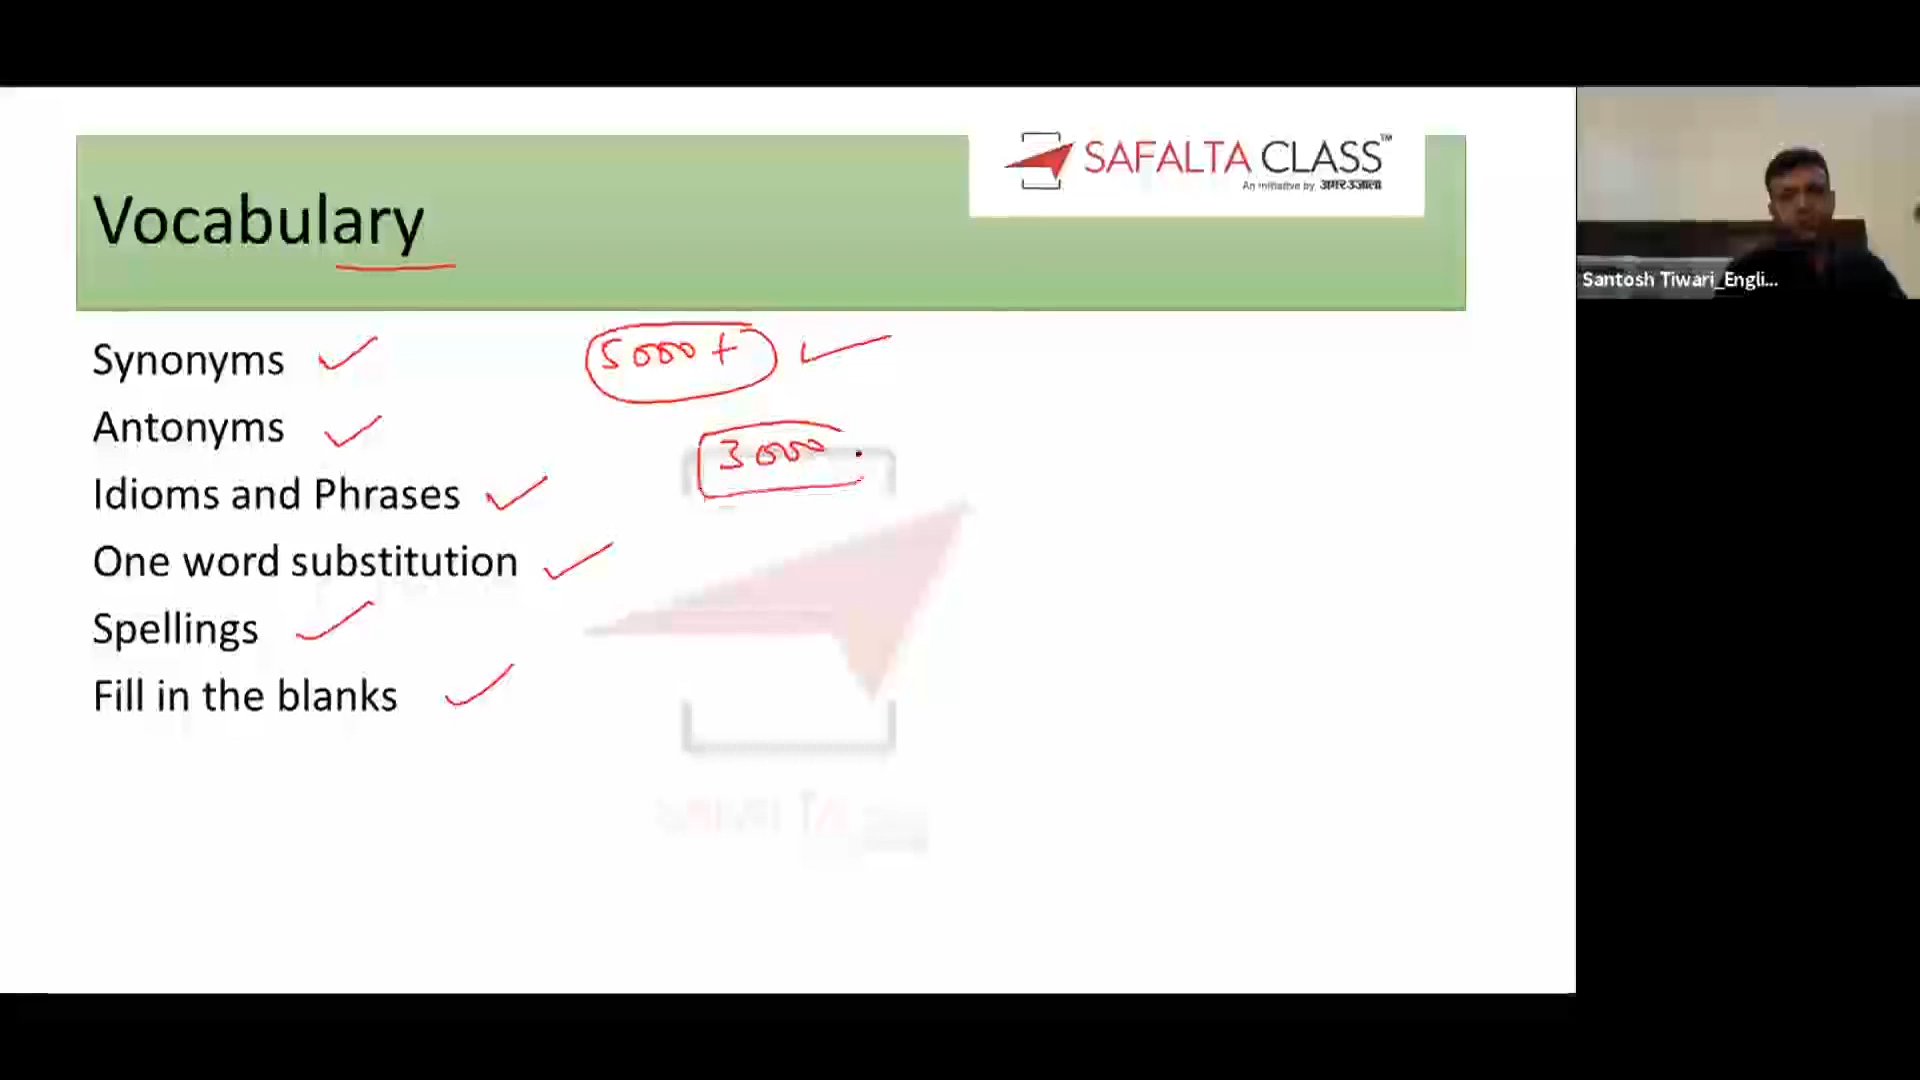 SAFALTA CLASS™
An initiative by अमर उजाला
Vocabulary
Santosh Tiwari_Engli...
Synonyms
5000+
Antonyms
3000
Idioms and Phrases
One word substitution
Spellings
Fill in the blanks